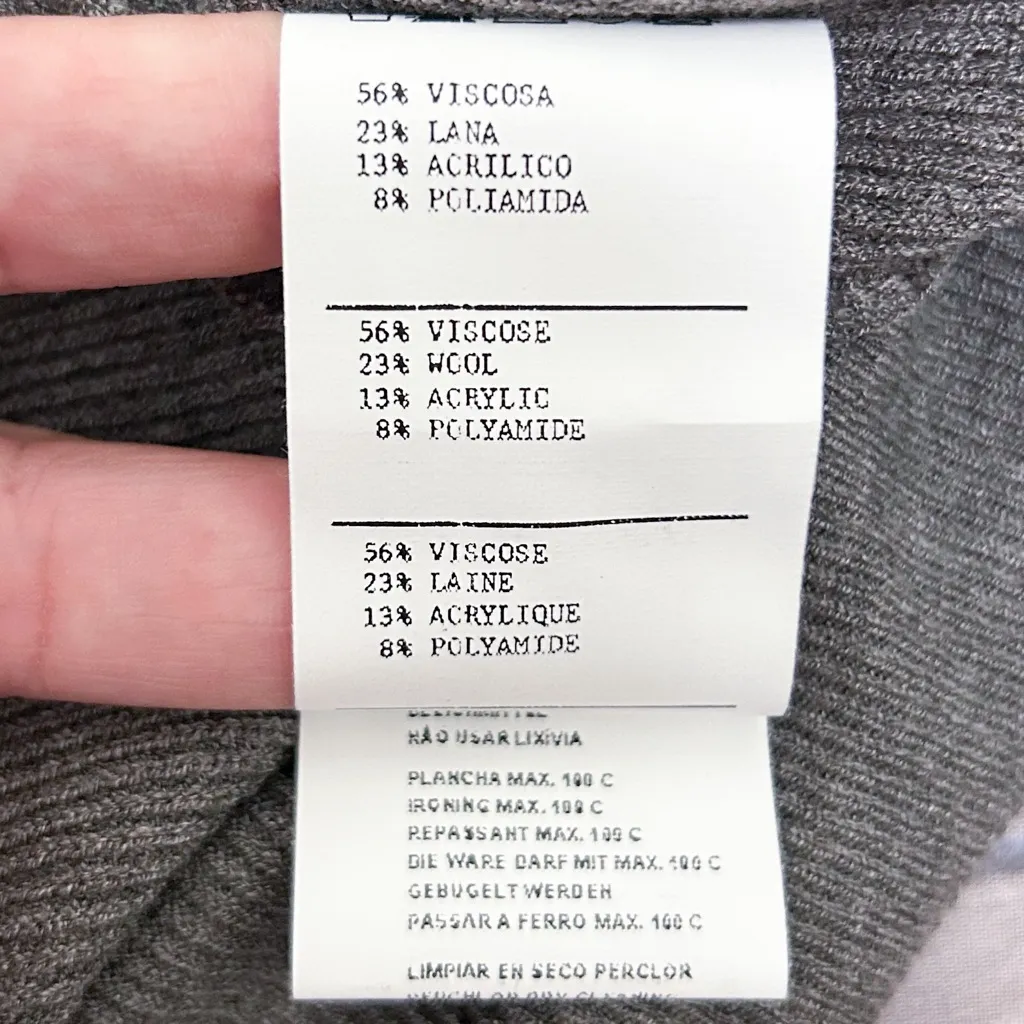 56% VISCOSA
23% LANA
13% ACRILICO
8% POLIAMIDA
56% VISCOSE
23% WOOL
13% ACRYLIC
8% POLYAMIDE
56% VISCOSE
23% LAINE
13% ACRYLIQUE
8% POLYAMIDE
NÃO USAR LIXIVIA
PLANCHA MAX. 100 C
IRONING MAX. 100 C
REPASSANT MAX. 100 C
DIE WARE DARF MIT MAX. 100 C
GEBUGELT WERDEN
PASSAR A FERRO MAX. 100 C
LIMPIAR EN SECO PERCLOR